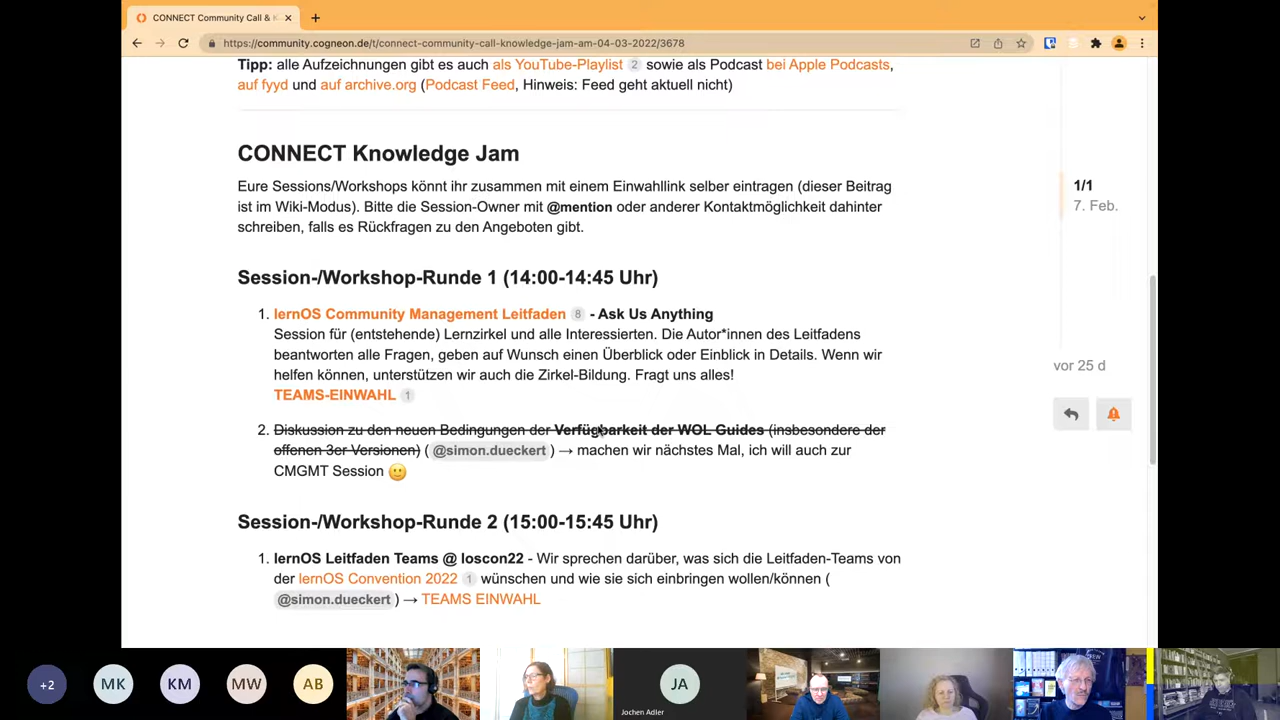 CONNECT Community Call & K
https://community.cogneon.de/t/connect-community-call-knowledge-jam-am-04-03-2022/3678
Tipp: alle Aufzeichnungen gibt es auch als YouTube-Playlist 2 sowie als Podcast bei Apple Podcasts,
auf fyyd und auf archive.org (Podcast Feed, Hinweis: Feed geht aktuell nicht)
CONNECT Knowledge Jam
Eure Sessions/Workshops könnt ihr zusammen mit einem Einwahllink selber eintragen (dieser Beitrag
ist im Wiki-Modus). Bitte die Session-Owner mit @mention oder anderer Kontaktmöglichkeit dahinter
schreiben, falls es Rückfragen zu den Angeboten gibt.
1/1
7. Feb.
Session-/Workshop-Runde 1 (14:00-14:45 Uhr)
1. lernOS Community Management Leitfaden 8 - Ask Us Anything
Session für (entstehende) Lernzirkel und alle Interessierten. Die Autor*innen des Leitfadens
beantworten alle Fragen, geben auf Wunsch einen Überblick oder Einblick in Details. Wenn wir
helfen können, unterstützen wir auch die Zirkel-Bildung. Fragt uns alles!
TEAMS-EINWAHL 1
vor 25 d
2. Diskussion zu den neuen Bedingungen der Verfügbarkeit der WOL Guides (insbesondere der
offenen 3er Versionen) ( @simon.dueckert ) → machen wir nächstes Mal, ich will auch zur
CMGMT Session 🙂
Session-/Workshop-Runde 2 (15:00-15:45 Uhr)
1. lernOS Leitfaden Teams @ loscon22 - Wir sprechen darüber, was sich die Leitfaden-Teams von
der lernOS Convention 2022 1 wünschen und wie sie sich einbringen wollen/können (
@simon.dueckert ) → TEAMS EINWAHL
+2
MK
KM
MW
AB
JA
Jochen Adler